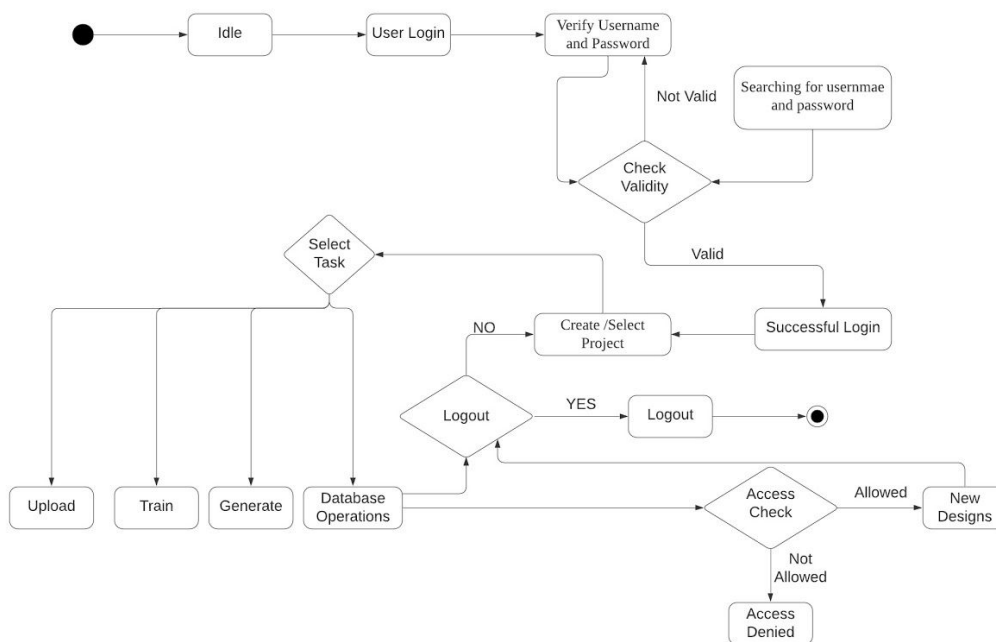 Idle
User Login
Verify Username
and Password
Not Valid
Searching for usernmae
and password
Check
Validity
Select
Task
Valid
NO
Create /Select
Project
Successful Login
Logout
YES
Logout
Upload
Train
Generate
Database
Operations
Access
Check
Allowed
New
Designs
Not
Allowed
Access
Denied